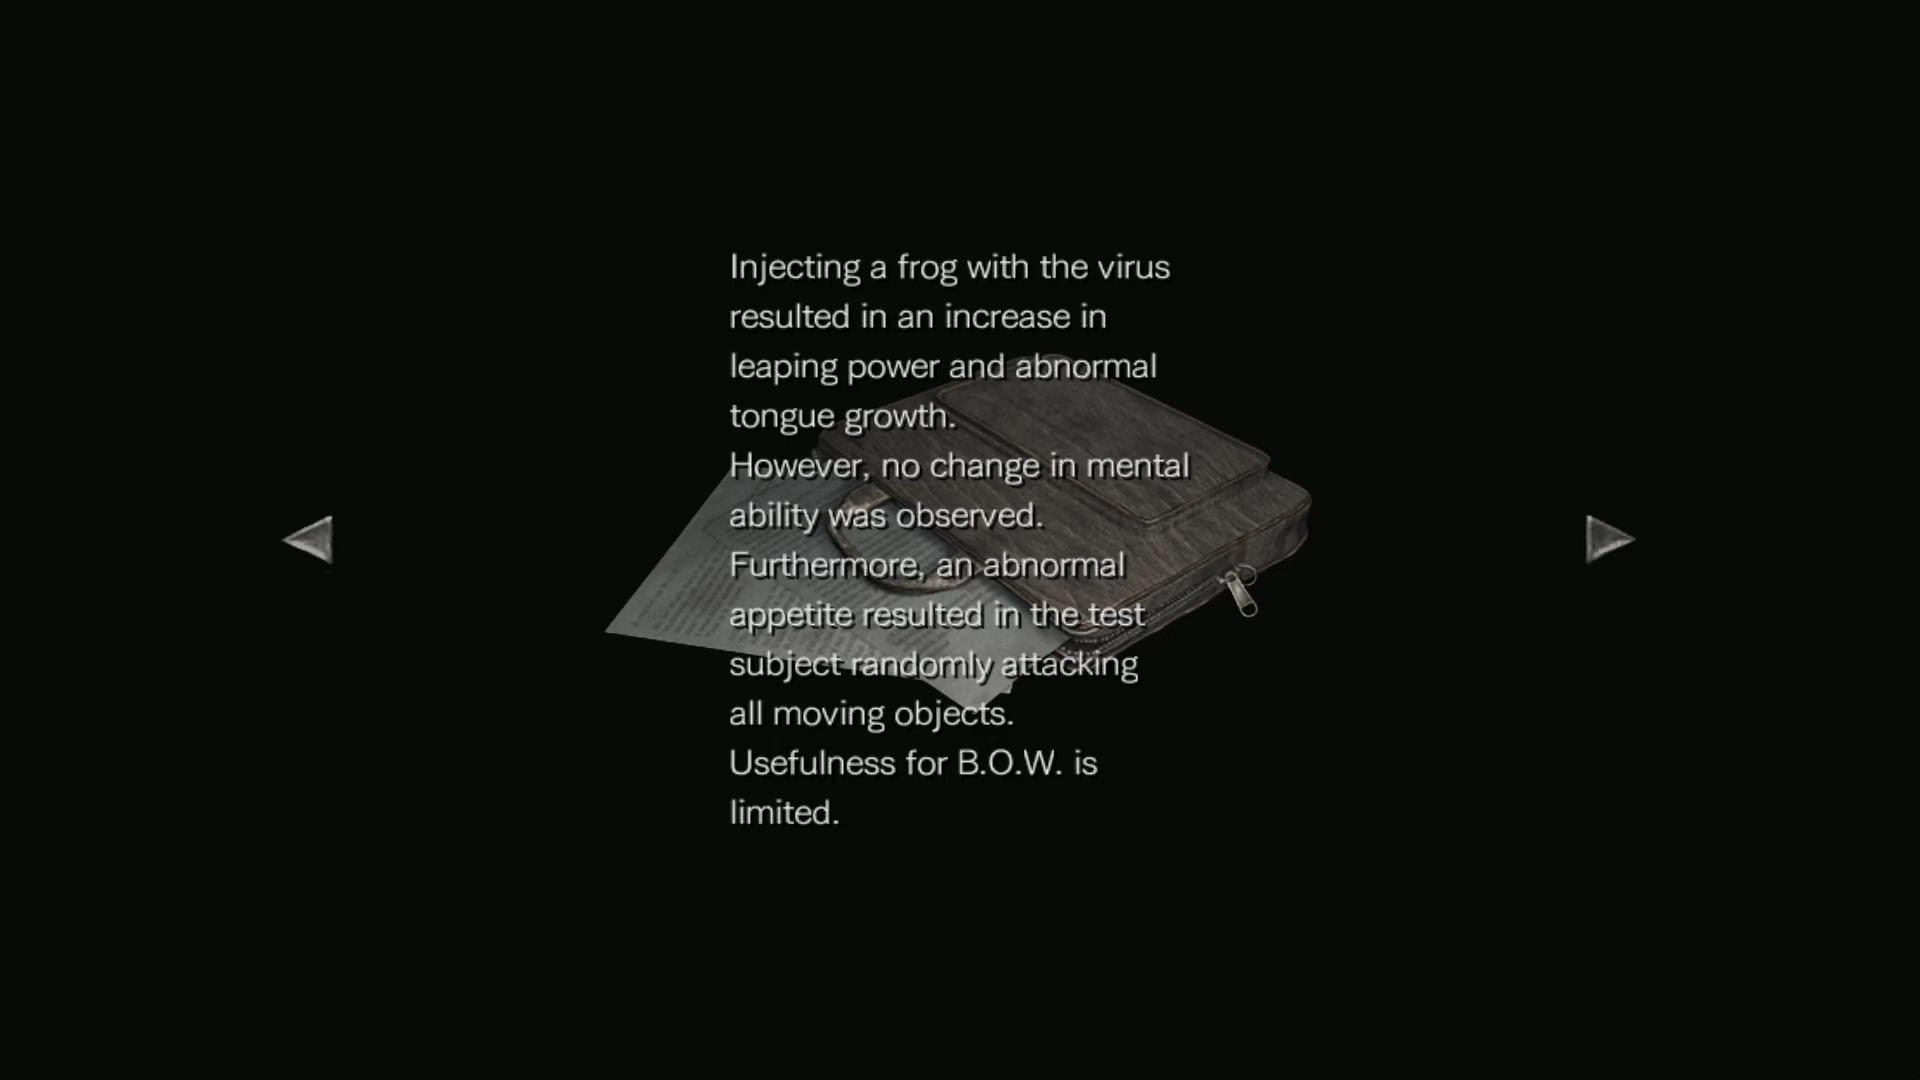 Injecting a frog with the virus
resulted in an increase in
leaping power and abnormal
tongue growth.
However, no change in mental
ability was observed.
Furthermore, an abnormal
appetite resulted in the test
subject randomly attacking
all moving objects.
Usefulness for B.O.W. is
limited.